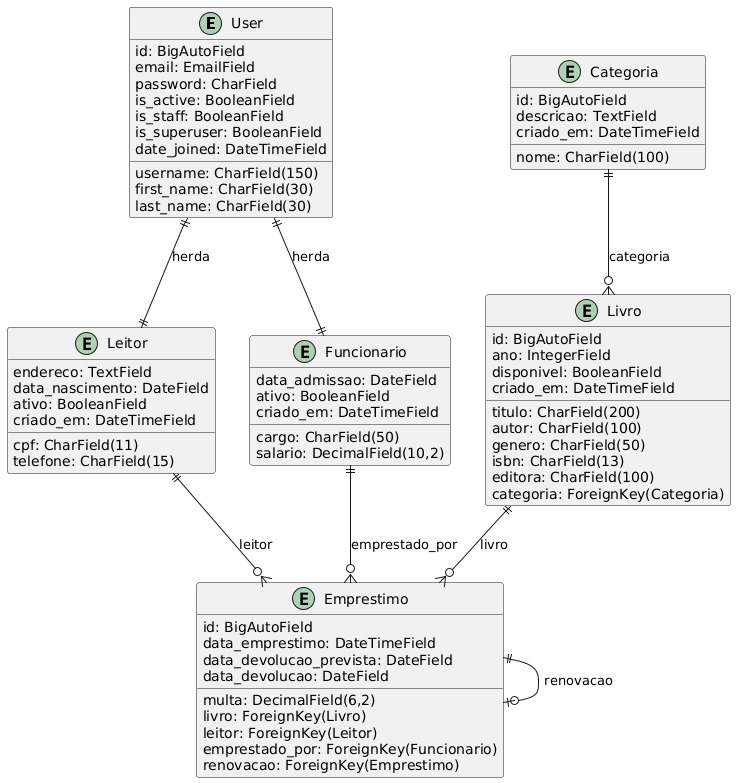 E User
id: BigAutoField
email: EmailField
password: CharField
is_active: BooleanField
is_staff: BooleanField
is_superuser: BooleanField
date_joined: DateTimeField
username: CharField(150)
first_name: CharField(30)
last_name: CharField(30)
E Categoria
id: BigAutoField
descricao: TextField
criado_em: DateTimeField
nome: CharField(100)
herda
herda
categoria
E Leitor
endereco: TextField
data_nascimento: DateField
ativo: BooleanField
criado_em: DateTimeField
cpf: CharField(11)
telefone: CharField(15)
E Funcionario
data_admissao: DateField
ativo: BooleanField
criado_em: DateTimeField
cargo: CharField(50)
salario: DecimalField(10,2)
E Livro
id: BigAutoField
ano: IntegerField
disponivel: BooleanField
criado_em: DateTimeField
titulo: CharField(200)
autor: CharField(100)
genero: CharField(50)
isbn: CharField(13)
editora: CharField(100)
categoria: ForeignKey(Categoria)
leitor
emprestado_por
livro
E Emprestimo
id: BigAutoField
data_emprestimo: DateTimeField
data_devolucao_prevista: DateField
data_devolucao: DateField
multa: DecimalField(6,2)
livro: ForeignKey(Livro)
leitor: ForeignKey(Leitor)
emprestado_por: ForeignKey(Funcionario)
renovacao: ForeignKey(Emprestimo)
renovacao